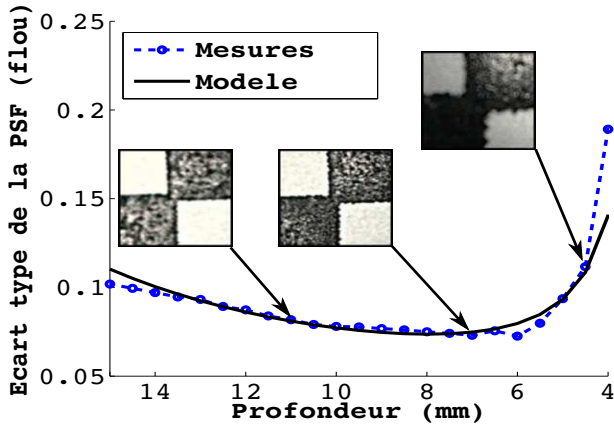 0.25
0.2
0.15
0.1
0.05
Ecart type de la PSF (flou)
Mesures
Modele
14
12
10
8
6
4
Profondeur (mm)